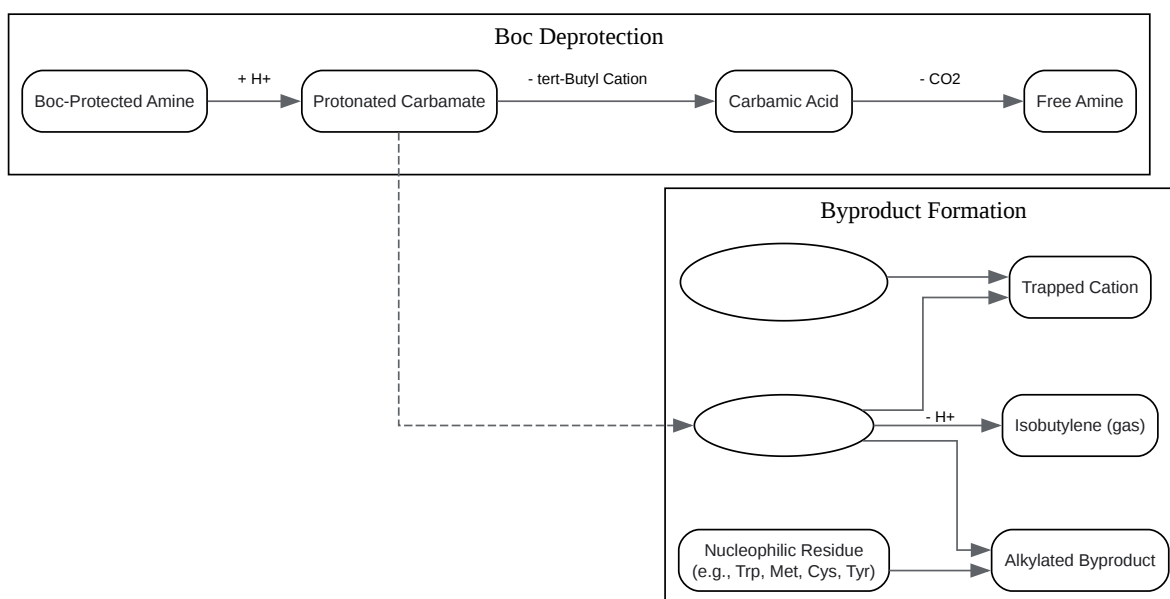 Boc Deprotection
+ H+
- tert-Butyl Cation
- CO2
Boc-Protected Amine
Protonated Carbamate
Carbamic Acid
Free Amine
Byproduct Formation
Trapped Cation
- H+
Isobutylene (gas)
Nucleophilic Residue
(e.g., Trp, Met, Cys, Tyr)
Alkylated Byproduct